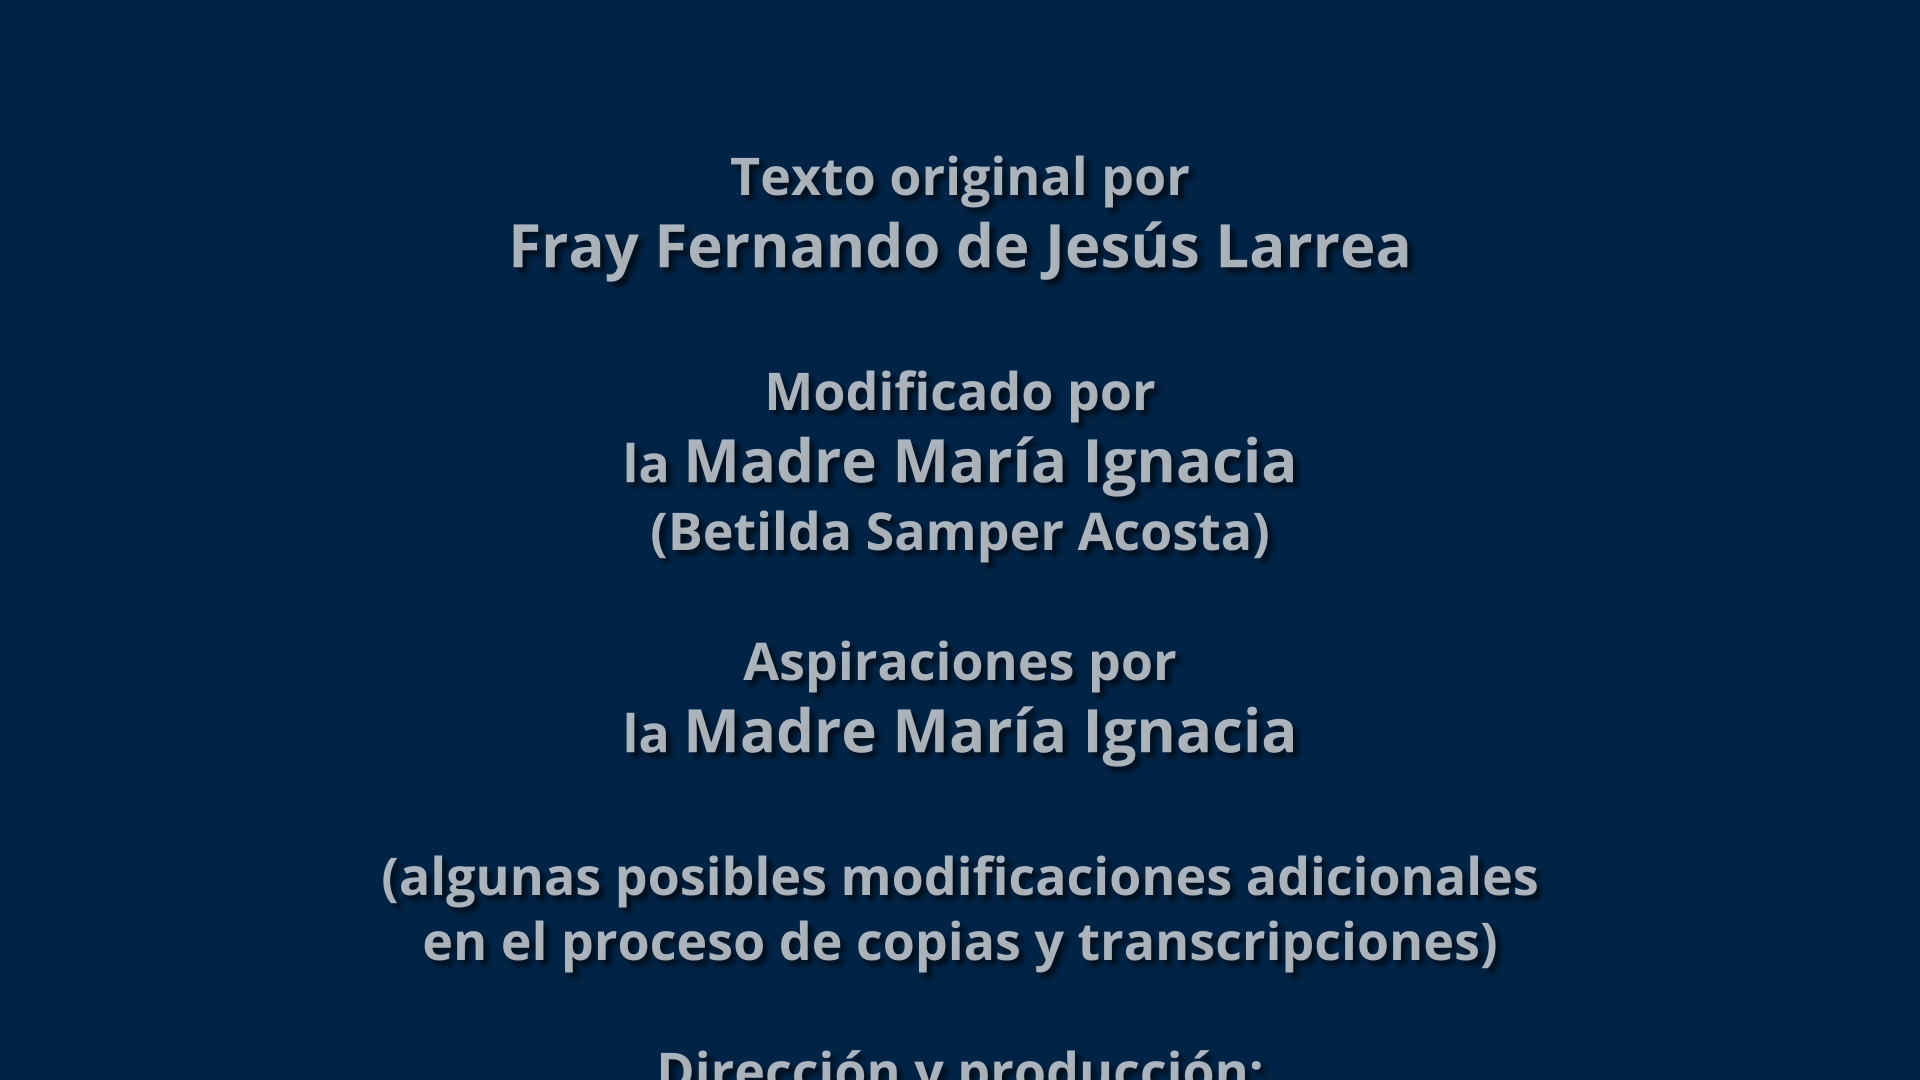 Texto original por
Fray Fernando de Jesús Larrea
Modificado por
la Madre María Ignacia
(Betilda Samper Acosta)
Aspiraciones por
la Madre María Ignacia
(algunas posibles modificaciones adicionales
en el proceso de copias y transcripciones)
Dirección y producción: